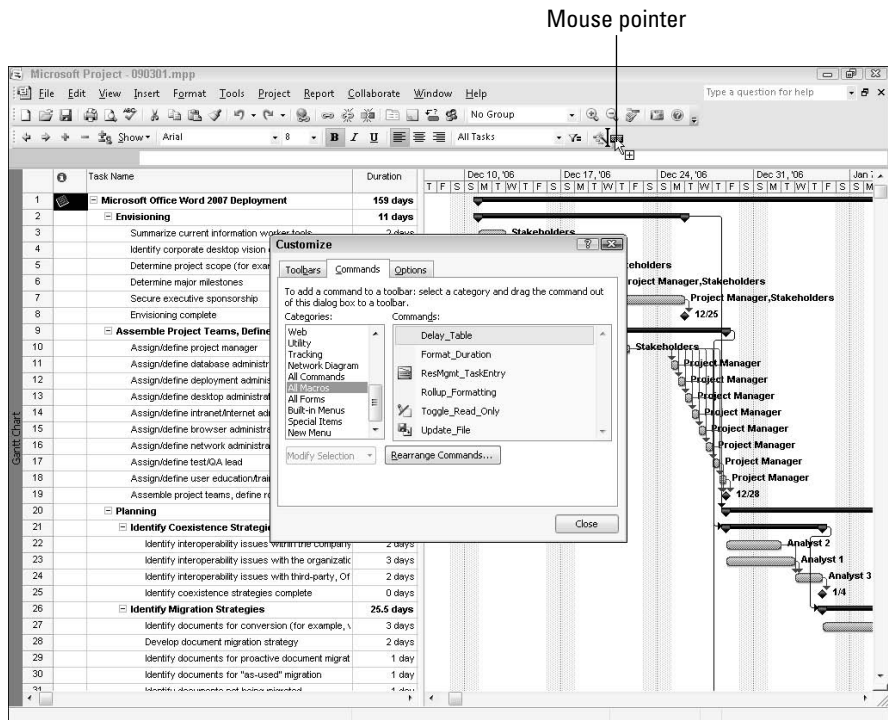 Mouse pointer
Microsoft Project - 090301.mpp
File Edit View Insert Format Tools Project Report Collaborate Window Help
Type a question for help
No Group
Show Arial 8 B I U All Tasks
Task Name Duration
Dec 10, '06 Dec 17, '06 Dec 24, '06 Dec 31, '06 Jan
T F S S M T W T F S S M T W T F S S M T W T F S S M T W T F S S M
1 Microsoft Office Word 2007 Deployment 159 days
2 Envisioning 11 days
3 Summarize current information worker tools 2 days Stakeholders
4 Identify corporate desktop vision
5 Determine project scope (for exar eholders
6 Determine major milestones roject Manager,Stakeholders
7 Secure executive sponsorship Project Manager,Stakeholders
8 Envisioning complete 12/25
9 Assemble Project Teams, Define
10 Assign/define project manager Stakeholders
11 Assign/define database administr Project Manager
12 Assign/define deployment adminis Project Manager
13 Assign/define desktop administrat Project Manager
14 Assign/define intranet/Internet adr Project Manager
15 Assign/define browser administra Project Manager
16 Assign/define network administra Project Manager
17 Assign/define test/QA lead Project Manager
18 Assign/define user education/trai Project Manager
19 Assemble project teams, define r 12/28
20 Planning
21 Identify Coexistence Strategi
22 Identify interoperability issues within the company 2 days Analyst 2
23 Identify interoperability issues with the organizatic 3 days Analyst 1
24 Identify interoperability issues with third-party, Of 2 days Analyst 3
25 Identify coexistence strategies complete 0 days 1/4
26 Identify Migration Strategies 25.5 days
27 Identify documents for conversion (for example, v 3 days
28 Develop document migration strategy 2 days
29 Identify documents for proactive document migrat 1 day
30 Identify documents for "as-used" migration 1 day
31 Identify documents not being migrated 1 day
Gantt Chart
Customize
Toolbars Commands Options
To add a command to a toolbar: select a category and drag the command out
of this dialog box to a toolbar.
Categories: Commands:
Web
Utility
Tracking
Network Diagram
All Commands
All Macros
All Forms
Built-in Menus
Special Items
New Menu
Delay_Table
Format_Duration
ResMgmt_TaskEntry
Rollup_Formatting
Toggle_Read_Only
Update_File
Modify Selection Rearrange Commands...
Close